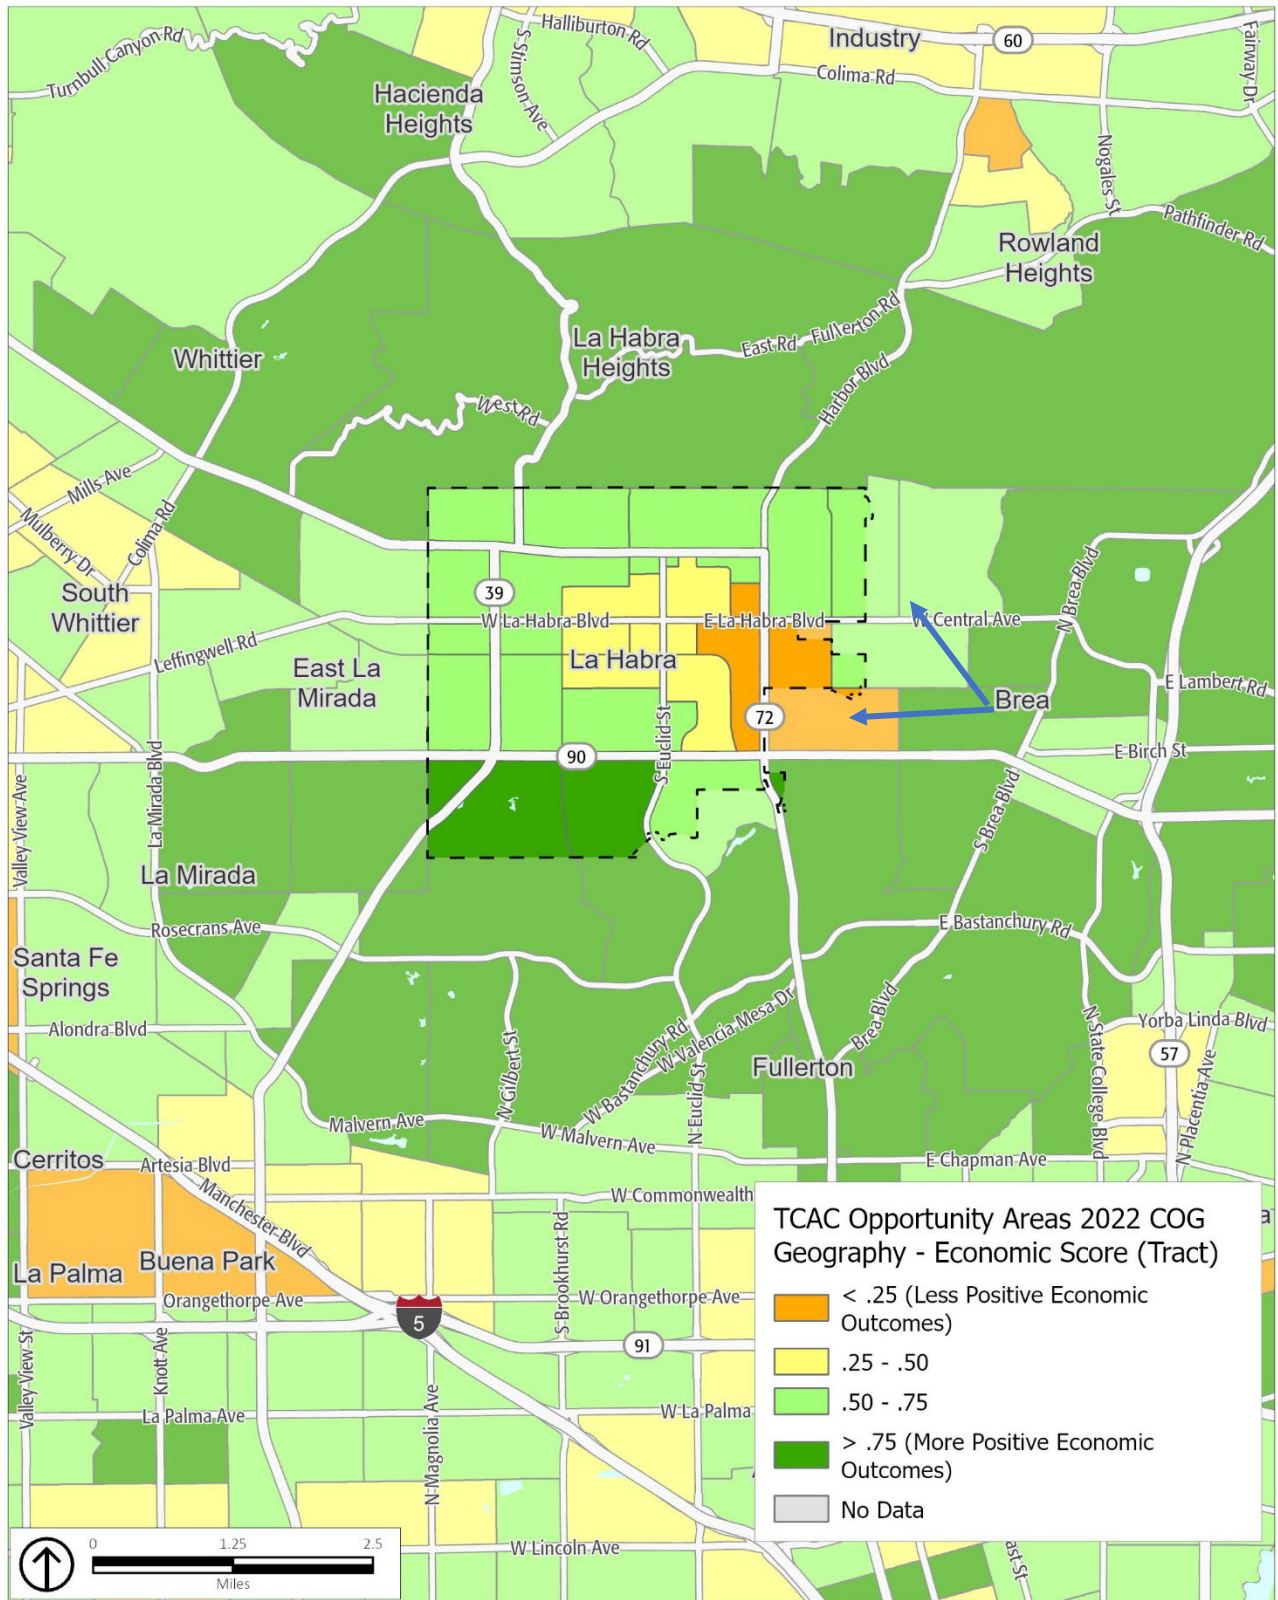 Turnbull Canyon Rd
Halliburton Rd
S Stimson Ave
Industry
60
Fairway Dr
Colima Rd
Hacienda
Heights
Nogales St
Pathfinder Rd
Rowland
Heights
Fullerton Rd
East Rd
La Habra
Heights
Whittier
Harbor Blvd
West Rd
Mills Ave
Mulberry Dr
Colima Rd
South
Whittier
39
N Brea Blvd
W La Habra Blvd
E La Habra Blvd
W Central Ave
Leffingwell Rd
East La
Mirada
La Habra
E Lambert Rd
Brea
72
S Euclid St
90
E Birch St
La Mirada Blvd
Valley View Ave
S Brea Blvd
La Mirada
Rosecrans Ave
E Bastanchury Rd
Santa Fe
Springs
Alondra Blvd
Brea Blvd
W Valencia Mesa Dr
W Bastanchury Rd
N State College Blvd
Yorba Linda Blvd
57
Fullerton
N Gilbert St
N Euclid St
N Placentia Ave
Malvern Ave
W Malvern Ave
Cerritos
Artesia Blvd
E Chapman Ave
Manchester Blvd
W Commonwealth
La Palma
Buena Park
Orangethorpe Ave
S Brookhurst Rd
W Orangethorpe Ave
5
91
Valley View St
Knott Ave
La Palma Ave
N Magnolia Ave
W La Palma
W Lincoln Ave
ast St
a
TCAC Opportunity Areas 2022 COG
Geography - Economic Score (Tract)
< .25 (Less Positive Economic
Outcomes)
.25 - .50
.50 - .75
> .75 (More Positive Economic
Outcomes)
No Data
0 1.25 2.5
Miles